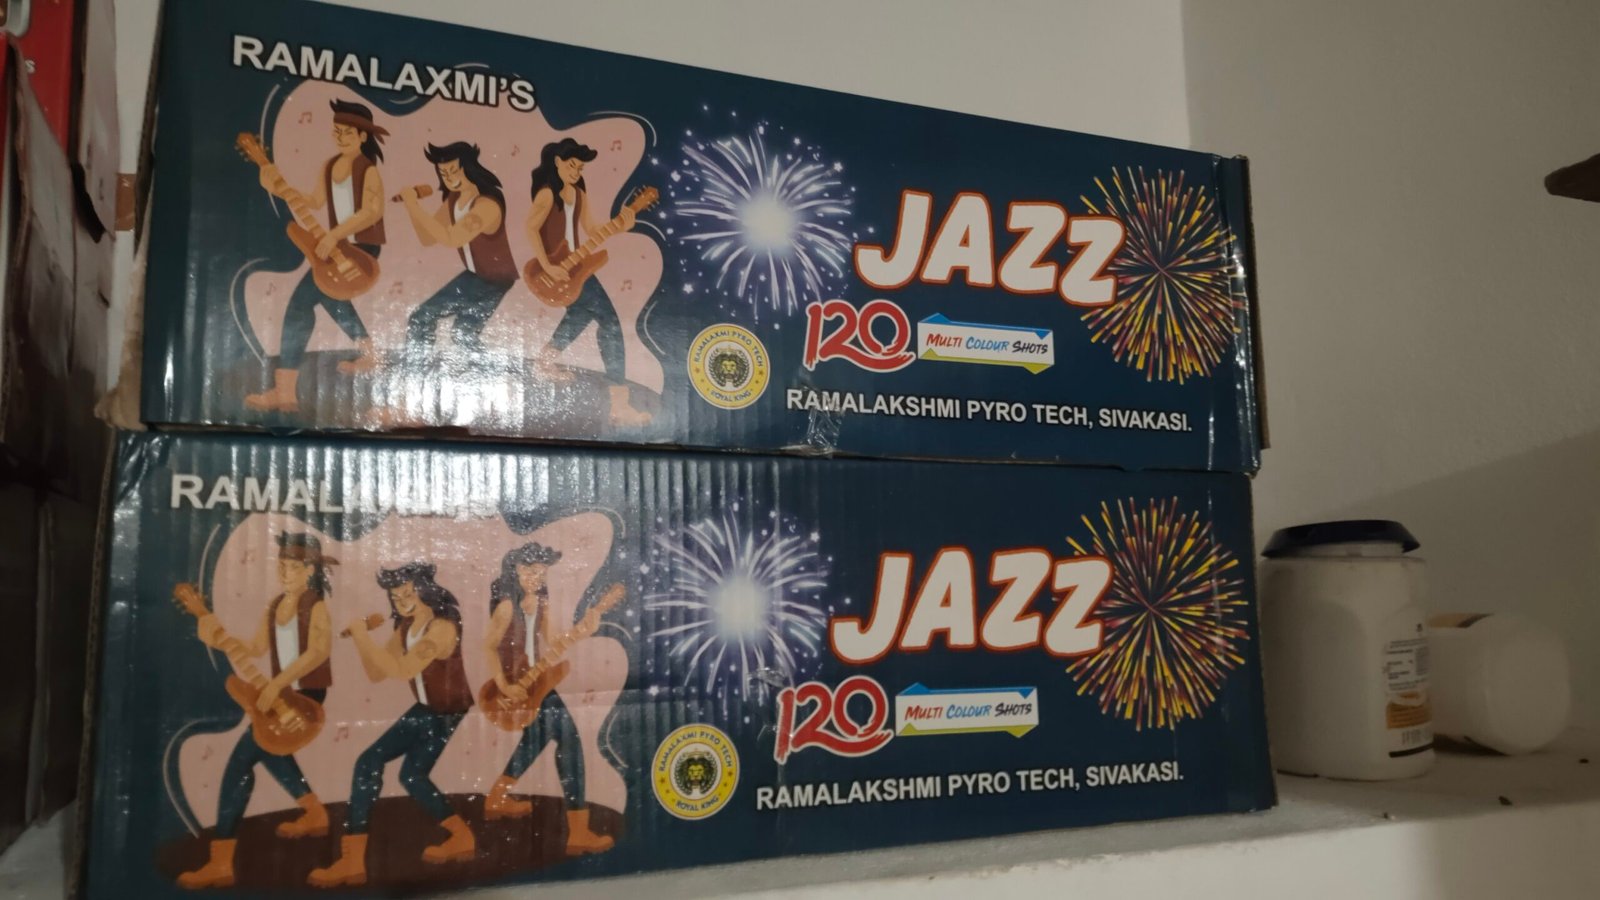 RAMALAXMI'S
JAZZ
120 MULTI COLOUR SHOTS
RAMALAXMI PYRO TECH
ROYAL KING
RAMALAKSHMI PYRO TECH, SIVAKASI.
JAZZ
120 MULTI COLOUR SHOTS
RAMALAXMI PYRO TECH
ROYAL KING
RAMALAKSHMI PYRO TECH, SIVAKASI.